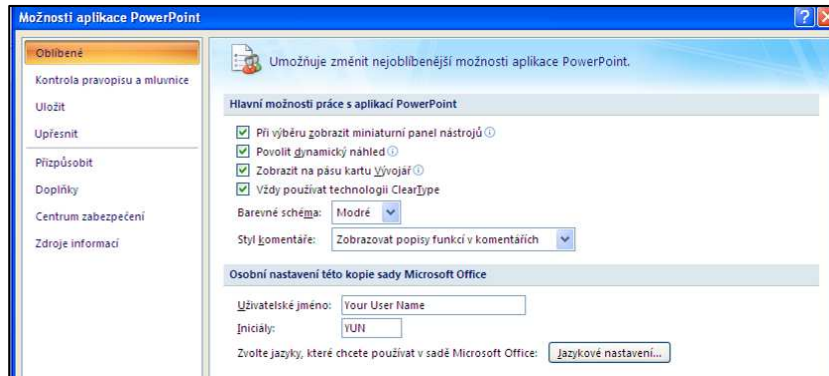 Možnosti aplikace PowerPoint
Oblíbené
Kontrola pravopisu a mluvnice
Uložit
Upřesnit
Přizpůsobit
Doplňky
Centrum zabezpečení
Zdroje informací
Umožňuje změnit nejoblíbenější možnosti aplikace PowerPoint.
Hlavní možnosti práce s aplikací PowerPoint
Při výběru zobrazit miniaturní panel nástrojů
Povolit dynamický náhled
Zobrazit na pásu kartu Vývojář
Vždy používat technologii ClearType
Barevné schéma: Modré
Styl komentáře: Zobrazovat popisy funkcí v komentářích
Osobní nastavení této kopie sady Microsoft Office
Uživatelské jméno: Your User Name
Iniciály: YUN
Zvolte jazyky, které chcete používat v sadě Microsoft Office: Jazykové nastavení...